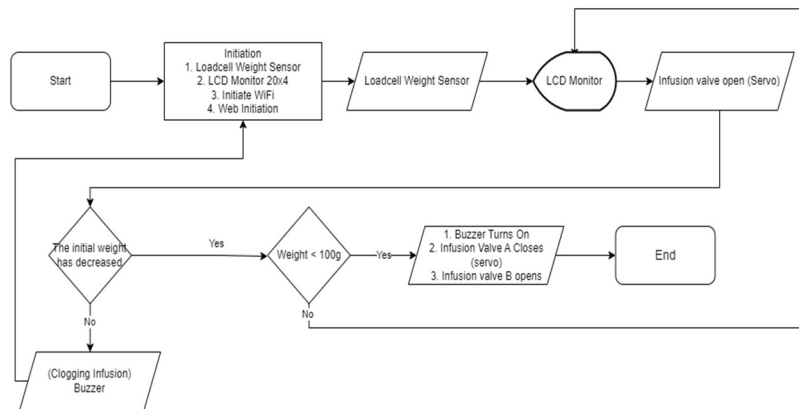 Start
Initiation
1. Loadcell Weight Sensor
2. LCD Monitor 20x4
3. Initiate WiFi
4. Web Initiation
Loadcell Weight Sensor
LCD Monitor
Infusion valve open (Servo)
The initial weight
has decreased
Yes
Weight < 100g
Yes
1. Buzzer Turns On
2. Infusion Valve A Closes
(servo)
3. Infusion valve B opens
End
No
No
(Clogging Infusion)
Buzzer